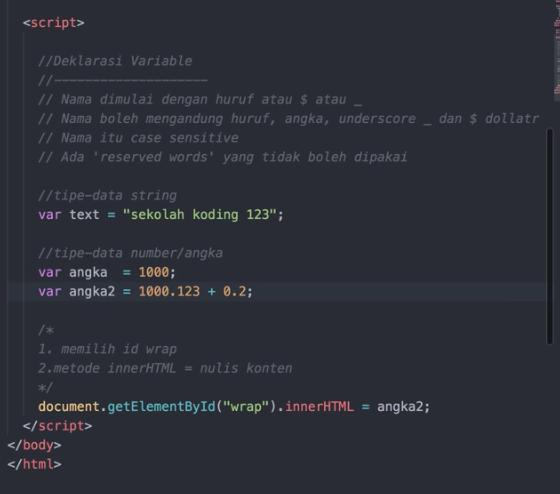 <script>
//Deklarasi Variable
//--------------------
// Nama dimulai dengan huruf atau $ atau _
// Nama boleh mengandung huruf, angka, underscore _ dan $ dollatr
// Nama itu case sensitive
// Ada 'reserved words' yang tidak boleh dipakai
//tipe-data string
var text = "sekolah koding 123";
//tipe-data number/angka
var angka  = 1000;
var angka2 = 1000.123 + 0.2;
/*
1. memilih id wrap
2.metode innerHTML = nulis konten
*/
document.getElementById("wrap").innerHTML = angka2;
</script>
</body>
</html>